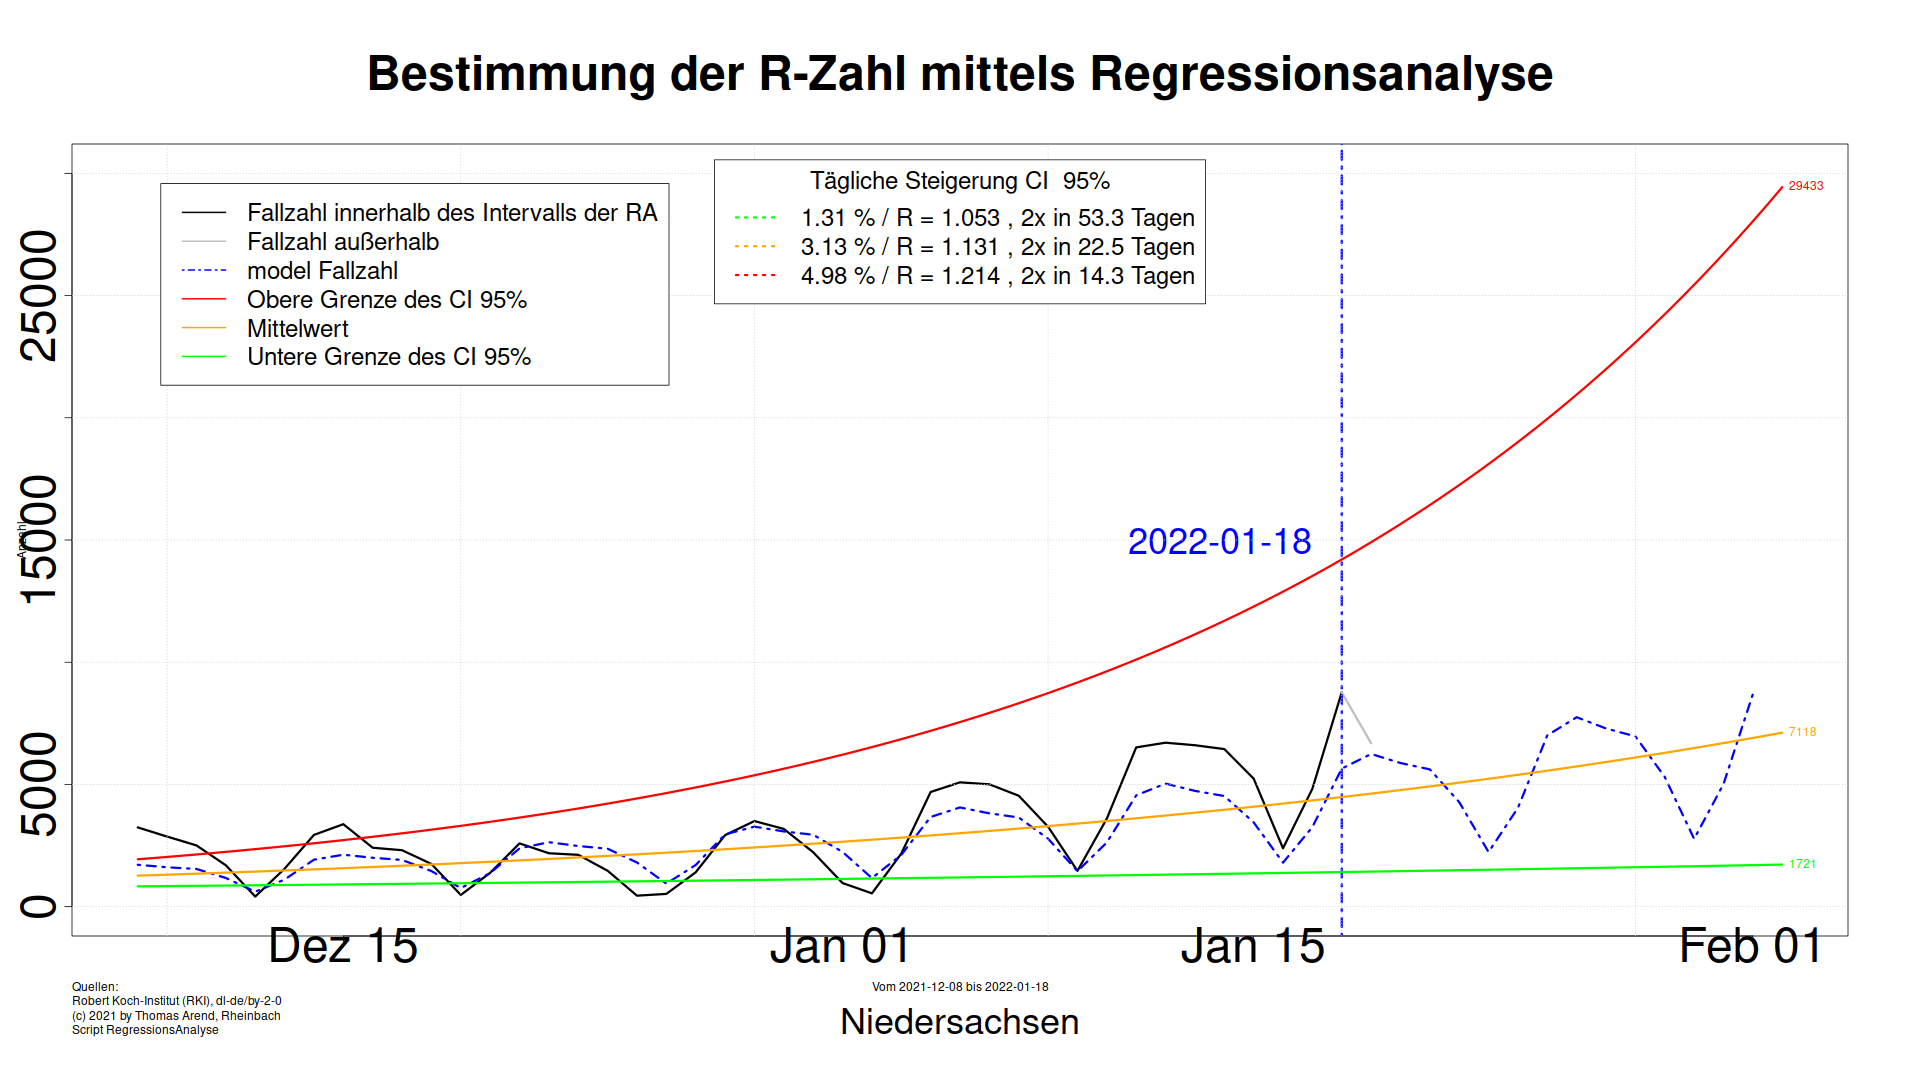 Bestimmung der R-Zahl mittels Regressionsanalyse
Fallzahl innerhalb des Intervalls der RA
Fallzahl außerhalb
model Fallzahl
Obere Grenze des CI 95%
Mittelwert
Untere Grenze des CI 95%
Tägliche Steigerung CI  95%
1.31 % / R = 1.053 , 2x in 53.3 Tagen
3.13 % / R = 1.131 , 2x in 22.5 Tagen
4.98 % / R = 1.214 , 2x in 14.3 Tagen
29433
25000
2022-01-18
15000
Anzahl
7118
5000
1721
0
Dez 15
Jan 01
Jan 15
Feb 01
Quellen:
Robert Koch-Institut (RKI), dl-de/by-2-0
(c) 2021 by Thomas Arend, Rheinbach
Script RegressionsAnalyse
Vom 2021-12-08 bis 2022-01-18
Niedersachsen